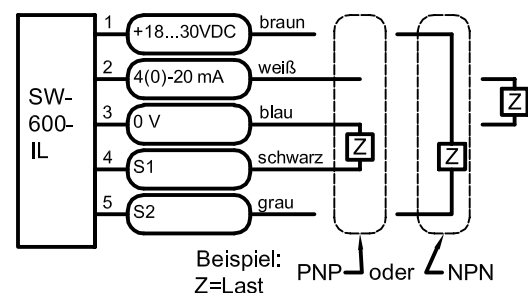 SW-
600-
IL
1 +18...30VDC braun
2 4(0)-20 mA weiß
3 0 V blau
4 S1 schwarz
5 S2 grau
Z
Z
Z
Beispiel:
Z=Last
PNP oder NPN